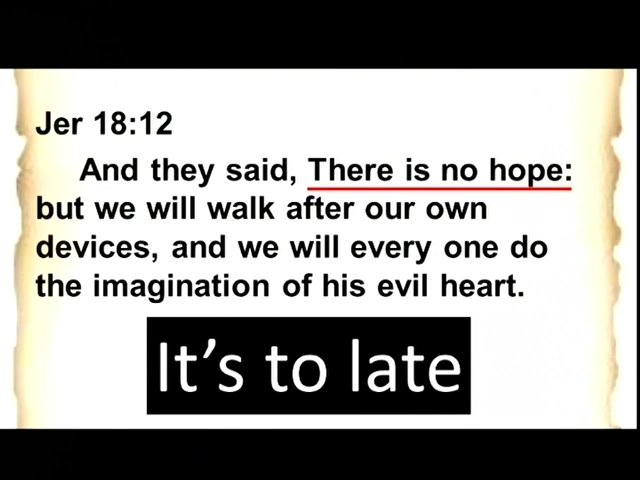 Jer 18:12
And they said, There is no hope:
but we will walk after our own
devices, and we will every one do
the imagination of his evil heart.
It’s to late